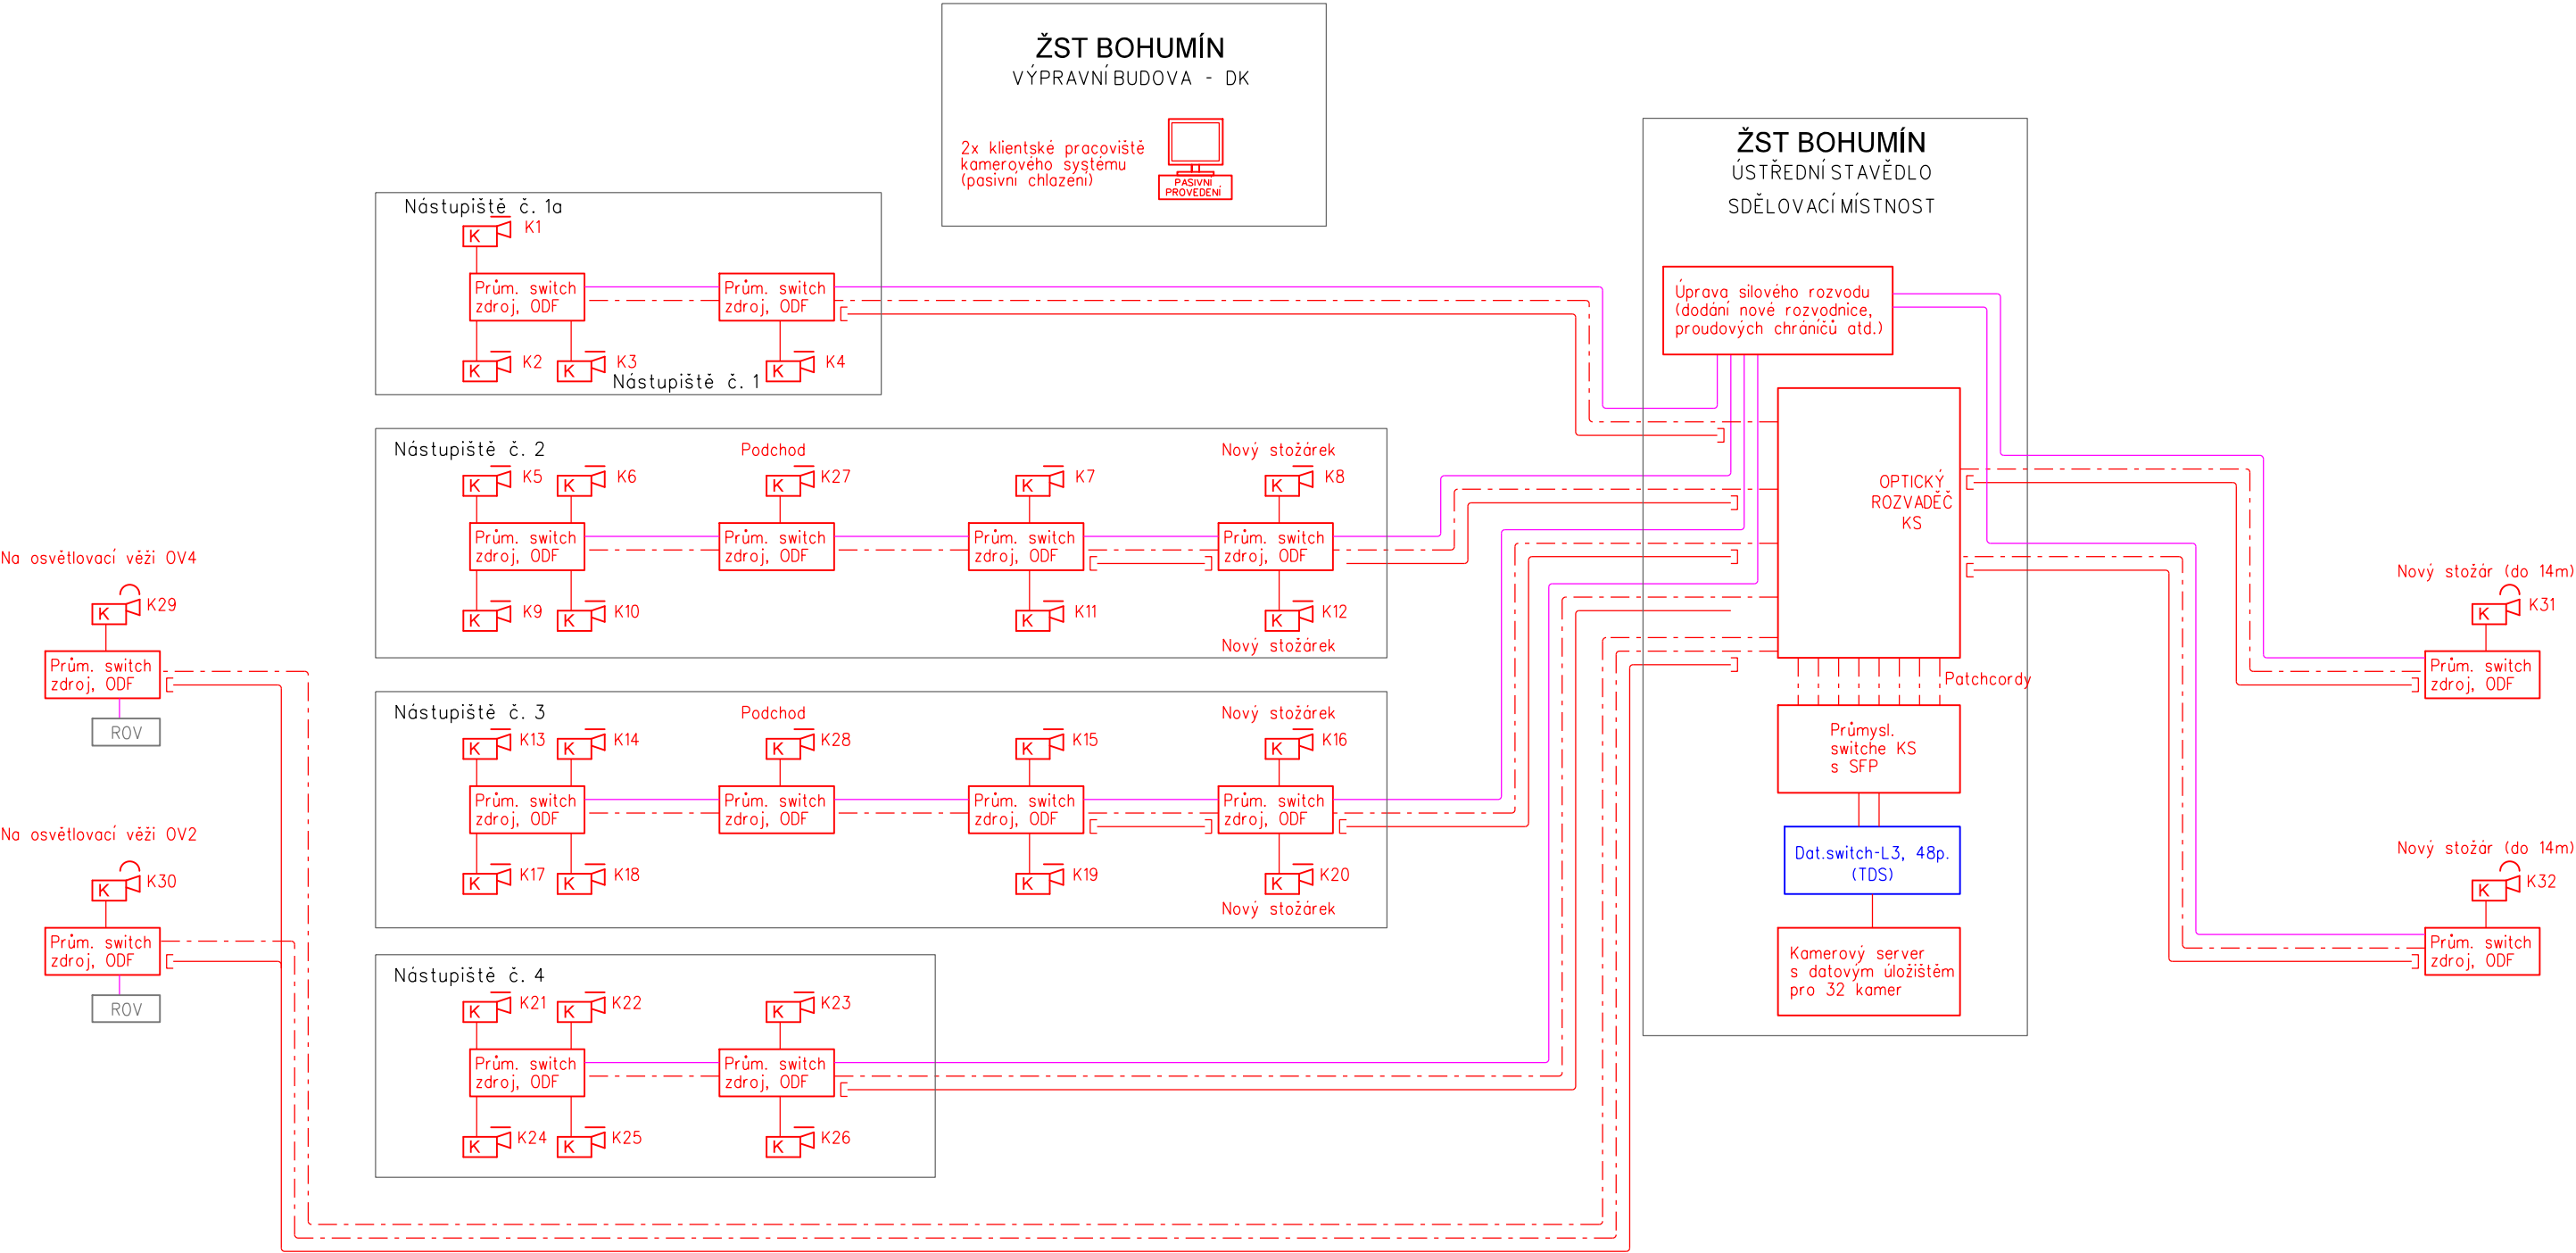 ŽST BOHUMÍN
VÝPRAVNÍ BUDOVA - DK
2x klientské pracoviště
kamerového systému
(pasivní chlazení)
PASIVNI
PROVEDENÍ
ŽST BOHUMÍN
ÚSTŘEDNÍ STAVĚDLO
SDĚLOVACÍ MÍSTNOST
Úprava silového rozvodu
(dodání nové rozvodnice,
proudových chráničů atd.)
OPTICKÝ
ROZVADĚČ
KS
Patchcordy
Průmysl.
switche KS
s SFP
Dat.switch-L3, 48p.
(TDS)
Kamerový server
s datovým úložištěm
pro 32 kamer
Nástupiště č. 1a
K K1
Prům. switch
zdroj, ODF
Prům. switch
zdroj, ODF
K K2
K K3
K K4
Nástupiště č. 1
Nástupiště č. 2
Podchod
Nový stožárek
K K5
K K6
K K27
K K7
K K8
Prům. switch
zdroj, ODF
Prům. switch
zdroj, ODF
Prům. switch
zdroj, ODF
Prům. switch
zdroj, ODF
K K9
K K10
K K11
K K12
Nový stožárek
Nástupiště č. 3
Podchod
Nový stožárek
K K13
K K14
K K28
K K15
K K16
Prům. switch
zdroj, ODF
Prům. switch
zdroj, ODF
Prům. switch
zdroj, ODF
Prům. switch
zdroj, ODF
K K17
K K18
K K19
K K20
Nový stožárek
Nástupiště č. 4
K K21
K K22
K K23
Prům. switch
zdroj, ODF
Prům. switch
zdroj, ODF
K K24
K K25
K K26
Na osvětlovací věži OV4
K K29
Prům. switch
zdroj, ODF
ROV
Na osvětlovací věži OV2
K K30
Prům. switch
zdroj, ODF
ROV
Nový stožár (do 14m)
K K31
Prům. switch
zdroj, ODF
Nový stožár (do 14m)
K K32
Prům. switch
zdroj, ODF